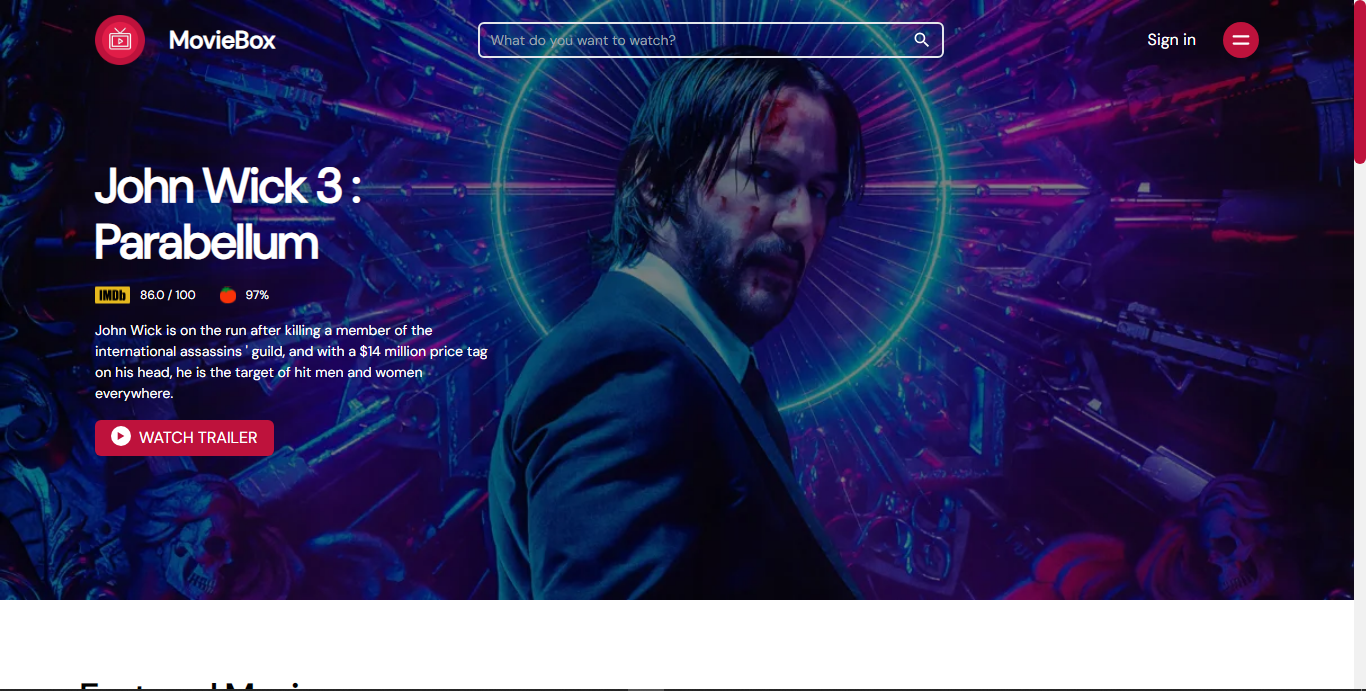 MovieBox
What do you want to watch?
Sign in
John Wick 3 :
Parabellum
IMDb 86.0 / 100 97%
John Wick is on the run after killing a member of the
international assassins ' guild, and with a $14 million price tag
on his head, he is the target of hit men and women
everywhere.
WATCH TRAILER